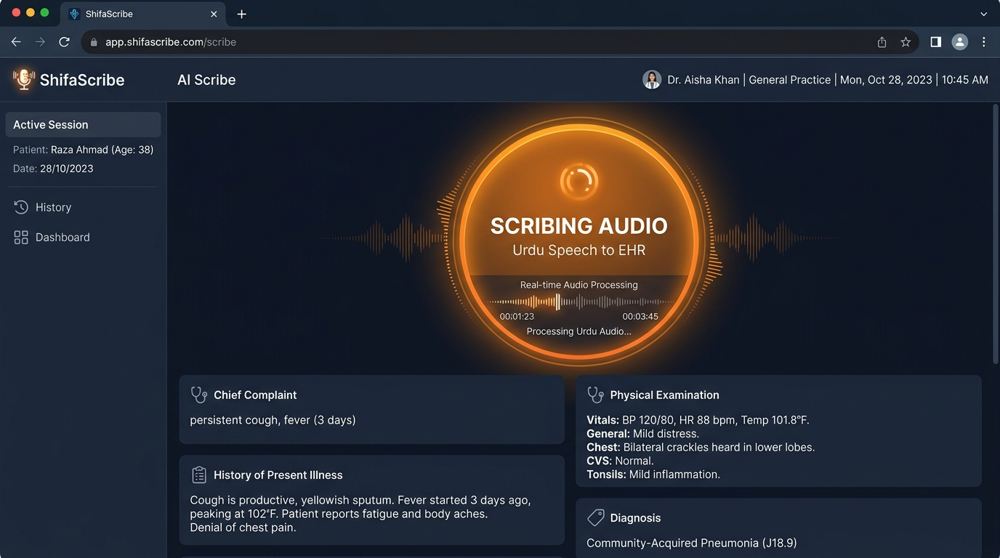 ShifaScribe
app.shifascribe.com/scribe
ShifaScribe
AI Scribe
Dr. Aisha Khan | General Practice | Mon, Oct 28, 2023 | 10:45 AM
Active Session
Patient: Raza Ahmad (Age: 38)
Date: 28/10/2023
History
Dashboard
SCRIBING AUDIO
Urdu Speech to EHR
Real-time Audio Processing
00:01:23
00:03:45
Processing Urdu Audio...
Chief Complaint
persistent cough, fever (3 days)
History of Present Illness
Cough is productive, yellowish sputum. Fever started 3 days ago,
peaking at 102°F. Patient reports fatigue and body aches.
Denial of chest pain.
Physical Examination
Vitals: BP 120/80, HR 88 bpm, Temp 101.8°F.
General: Mild distress.
Chest: Bilateral crackles heard in lower lobes.
CVS: Normal.
Tonsils: Mild inflammation.
Diagnosis
Community-Acquired Pneumonia (J18.9)